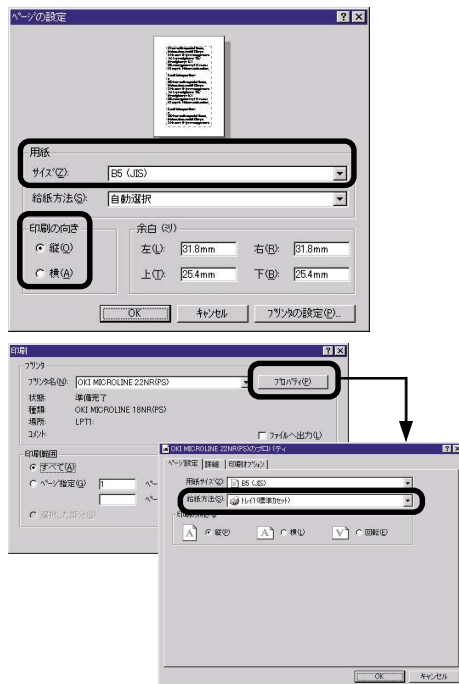 ページの設定
用紙
サイズ(Z): B5 (JIS)
給紙方法(S): 自動選択
印刷の向き
縦(O)
横(A)
余白 (ミリ)
左(L): 31.8mm 右(R): 31.8mm
上(T): 25.4mm 下(B): 25.4mm
OK キャンセル プリンタの設定(P)...
印刷
プリンタ
プリンタ名(N): OKI MICROLINE 22NR(PS) プロパティ(P)
状態: 準備完了
種類: OKI MICROLINE 18NR(PS)
場所: LPT1:
コメント: ファイルへ出力(L)
印刷範囲
すべて(A)
ページ指定(G) 1 ペー
ペー
選択した部分(S)
OKI MICROLINE 22NR(PS)のプロパティ
ページ設定 詳細 印刷オプション
用紙サイズ(Z): B5 (JIS)
給紙方法(S): トレイ1(標準カセット)
印刷の向き
縦(P) 横(L) 回転(E)
OK キャンセル